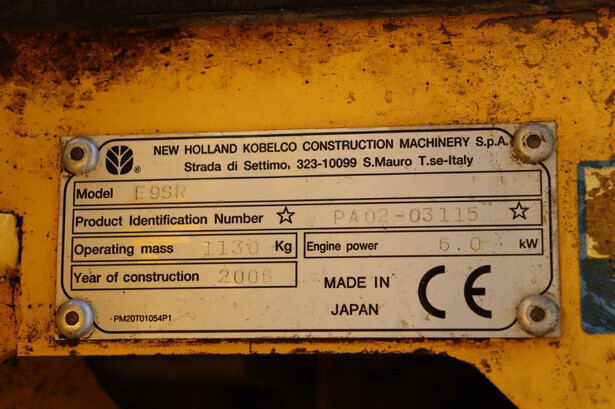 NEW HOLLAND KOBELCO CONSTRUCTION MACHINERY S.p.A.
Strada di Settimo, 323-10099 S.Mauro T.se-Italy
Model E9SR
Product Identification Number ☆ PA02-03115 ☆
Operating mass 1130 Kg Engine power 6.0 kW
Year of construction 2006
MADE IN
JAPAN
CE
PM20T01054P1
®